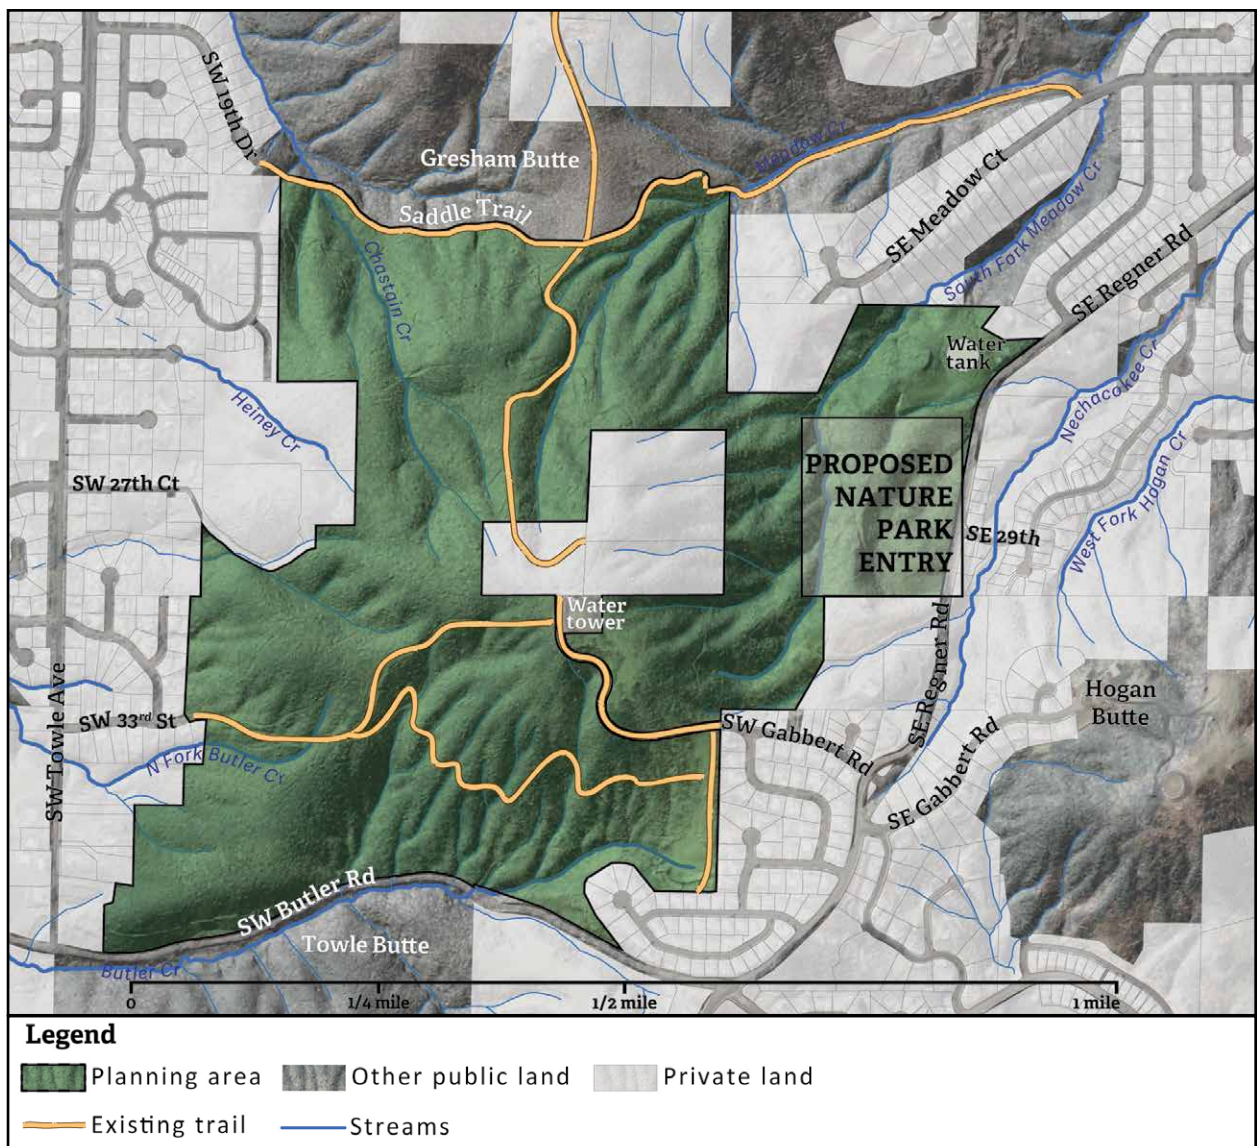 SW 19th Dr
Gresham Butte
Meadow Cr
Saddle Trail
SE Meadow Ct
Chastain Cr
South Fork Meadow Cr
SE Regner Rd
Water
tank
Nechacokee Cr
Heiney Cr
West Fork Hogan Cr
PROPOSED
NATURE
PARK
ENTRY
SW 27th Ct
SE 29th
Water
tower
SE Regner Rd
SW Towle Ave
Hogan
Butte
SW 33rd St
SW Gabbert Rd
N Fork Butler Cr
SE Gabbert Rd
SW Butler Rd
Towle Butte
Butler Cr
0
1/4 mile
1/2 mile
1 mile
Legend
Planning area
Other public land
Private land
Existing trail
Streams